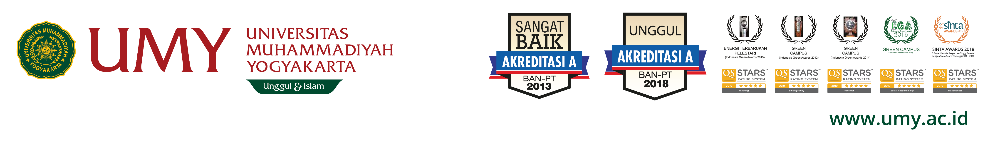 UNIVERSITAS MUHAMMADIYAH
YOGYAKARTA
UMY
UNIVERSITAS
MUHAMMADIYAH
YOGYAKARTA
Unggul & Islami
SANGAT
BAIK
AKREDITASI A
BAN-PT
2013
UNGGUL
AKREDITASI A
BAN-PT
2018
ENERGI TERBARUKAN
PELESTARI
(Indonesia Green Awards 2013)
GREEN
CAMPUS
(Indonesia Green Awards 2012)
GREEN
CAMPUS
(Indonesia Green Awards 2014)
IGA
Indonesia Green Awards
2016
GREEN CAMPUS
(Indonesia Green Awards 2016)
sinta
AWARDS 2018
SINTA AWARDS 2018
5 Besar Penulis Perguruan Tinggi Swasta
dengan Sinta Score Tertinggi 2016 - 2018
QS STARS™
RATING SYSTEM
2019
Teaching
QS STARS™
RATING SYSTEM
2019
Employability
QS STARS™
RATING SYSTEM
2019
Facilities
QS STARS™
RATING SYSTEM
2019
Social Responsibility
QS STARS™
RATING SYSTEM
2019
Inclusiveness
www.umy.ac.id